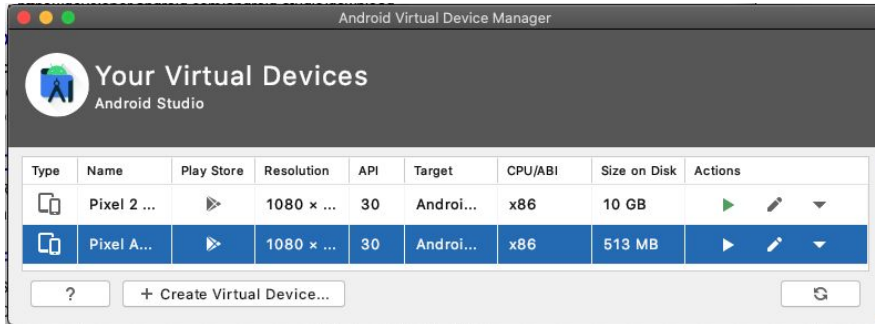 Android Virtual Device Manager
Your Virtual Devices
Android Studio
Type Name Play Store Resolution API Target CPU/ABI Size on Disk Actions
Pixel 2 ... 1080 × ... 30 Androi... x86 10 GB
Pixel A... 1080 × ... 30 Androi... x86 513 MB
? + Create Virtual Device...